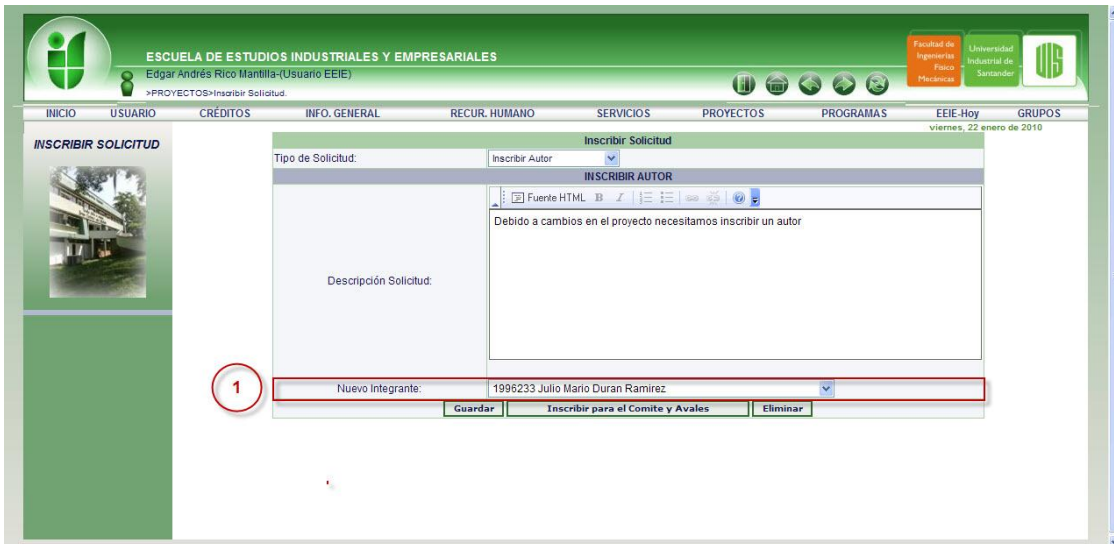 ESCUELA DE ESTUDIOS INDUSTRIALES Y EMPRESARIALES
Edgar Andrés Rico Mantilla-(Usuario EEIE)
>PROYECTOS>Inscribir Solicitud.
Facultad de
Ingenierías
Físico
Mecánicas
Universidad
Industrial de
Santander
INICIO USUARIO CRÉDITOS INFO. GENERAL RECUR. HUMANO SERVICIOS PROYECTOS PROGRAMAS EEIE-Hoy GRUPOS
viernes, 22 enero de 2010
INSCRIBIR SOLICITUD
Inscribir Solicitud
Tipo de Solicitud: Inscribir Autor
INSCRIBIR AUTOR
Fuente HTML B I
Debido a cambios en el proyecto necesitamos inscribir un autor
Descripción Solicitud:
1
Nuevo Integrante: 1996233 Julio Mario Duran Ramirez
Guardar Inscribir para el Comite y Avales Eliminar